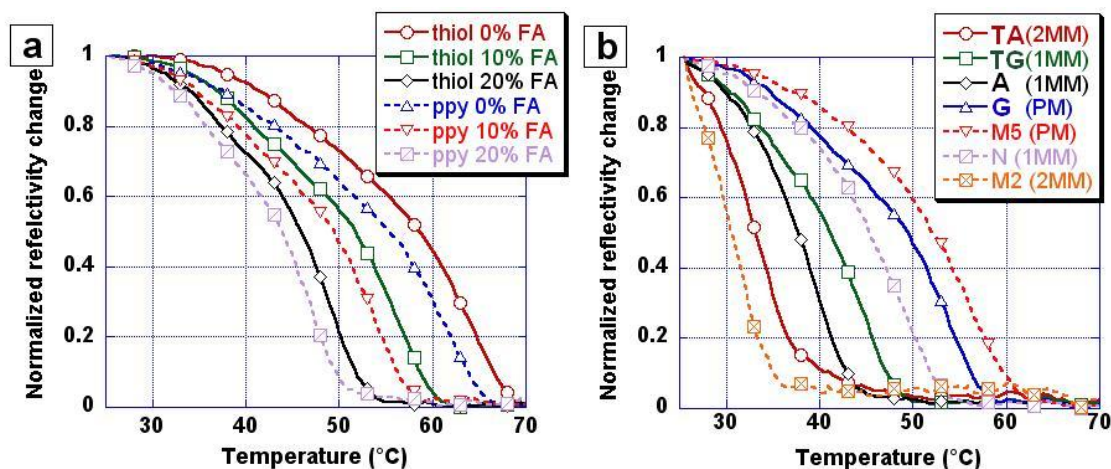 a
thiol 0% FA
thiol 10% FA
thiol 20% FA
ppy 0% FA
ppy 10% FA
ppy 20% FA
Normalized refelctivity change
1
0.8
0.6
0.4
0.2
0
30 40 50 60 70
Temperature (°C)
b
TA (2MM)
TG (1MM)
A (1MM)
G (PM)
M5 (PM)
N (1MM)
M2 (2MM)
Normalized reflectivity change
1
0.8
0.6
0.4
0.2
0
30 40 50 60 70
Temperature (°C)